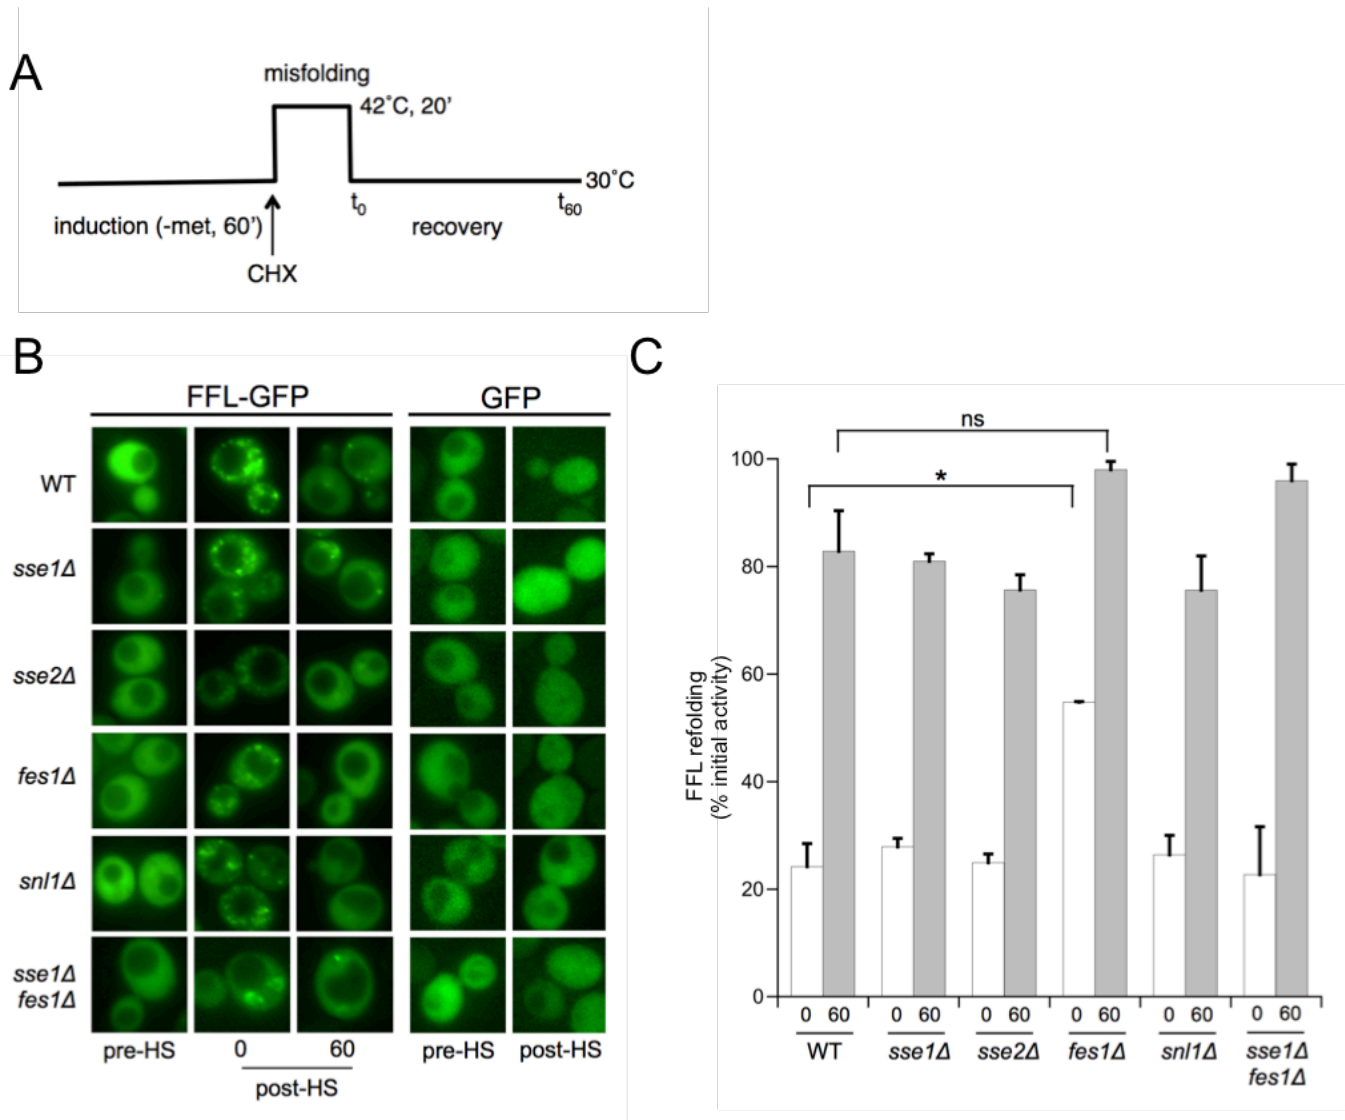 A
misfolding
42˚C, 20’
30˚C
t0
t60
induction (-met, 60’)
recovery
CHX
B
FFL-GFP
GFP
WT
sse1Δ
sse2Δ
fes1Δ
snl1Δ
sse1Δ
fes1Δ
pre-HS
0
60
pre-HS
post-HS
post-HS
C
ns
*
100
80
60
40
20
0
FFL refolding
(% initial activity)
0 60 0 60 0 60 0 60 0 60 0 60
WT sse1Δ sse2Δ fes1Δ snl1Δ sse1Δ
fes1Δ